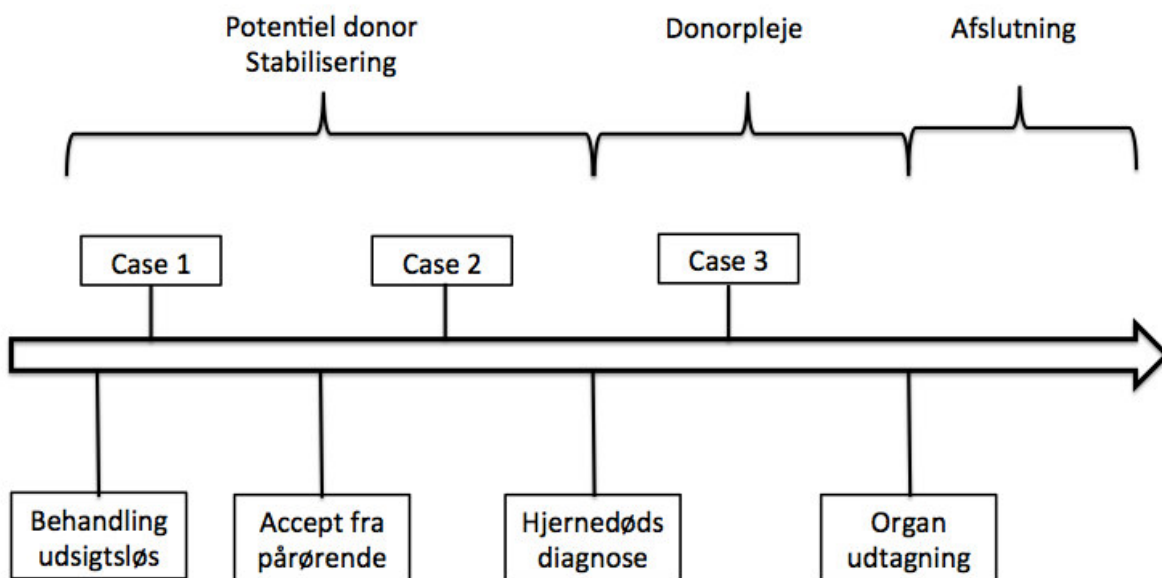 Potentiel donor
Stabilisering
Donorpleje
Afslutning
Case 1
Case 2
Case 3
Behandling
udsigtsløs
Accept fra
pårørende
Hjernedøds
diagnose
Organ
udtagning